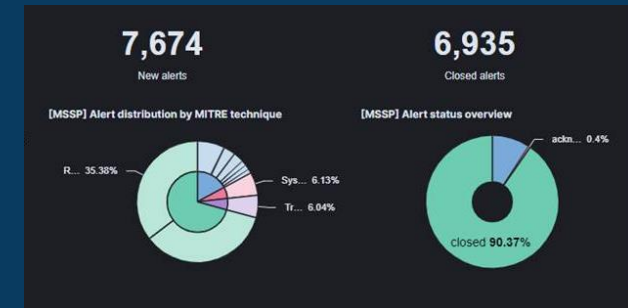 7,674
New alerts
6,935
Closed alerts
[MSSP] Alert distribution by MITRE technique
R... 35.38%
Sys... 6.13%
Tr... 6.04%
[MSSP] Alert status overview
ackn... 0.4%
closed 90.37%